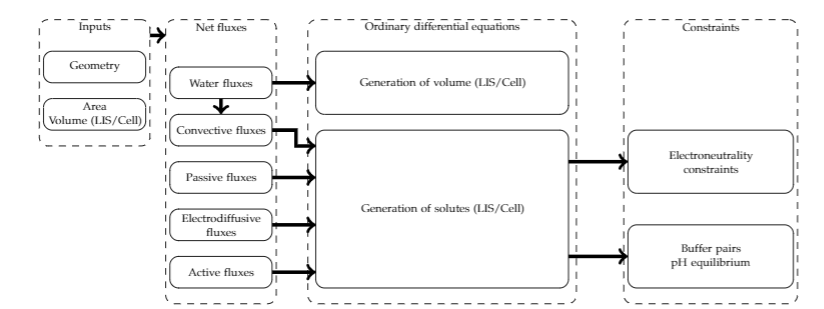 Inputs
Geometry
Area
Volume (LIS/Cell)
Net fluxes
Water fluxes
Convective fluxes
Passive fluxes
Electrodiffusive
fluxes
Active fluxes
Ordinary differential equations
Generation of volume (LIS/Cell)
Generation of solutes (LIS/Cell)
Constraints
Electroneutrality
constraints
Buffer pairs
pH equilibrium